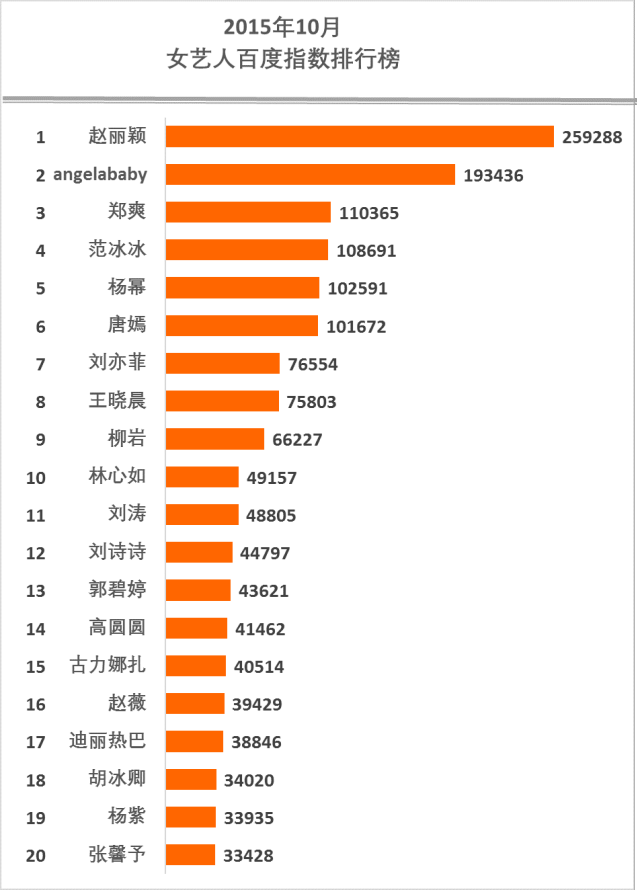 2015年10月
女艺人百度指数排行榜
1 赵丽颖 259288
2 angelababy 193436
3 郑爽 110365
4 范冰冰 108691
5 杨幂 102591
6 唐嫣 101672
7 刘亦菲 76554
8 王晓晨 75803
9 柳岩 66227
10 林心如 49157
11 刘涛 48805
12 刘诗诗 44797
13 郭碧婷 43621
14 高圆圆 41462
15 古力娜扎 40514
16 赵薇 39429
17 迪丽热巴 38846
18 胡冰卿 34020
19 杨紫 33935
20 张馨予 33428